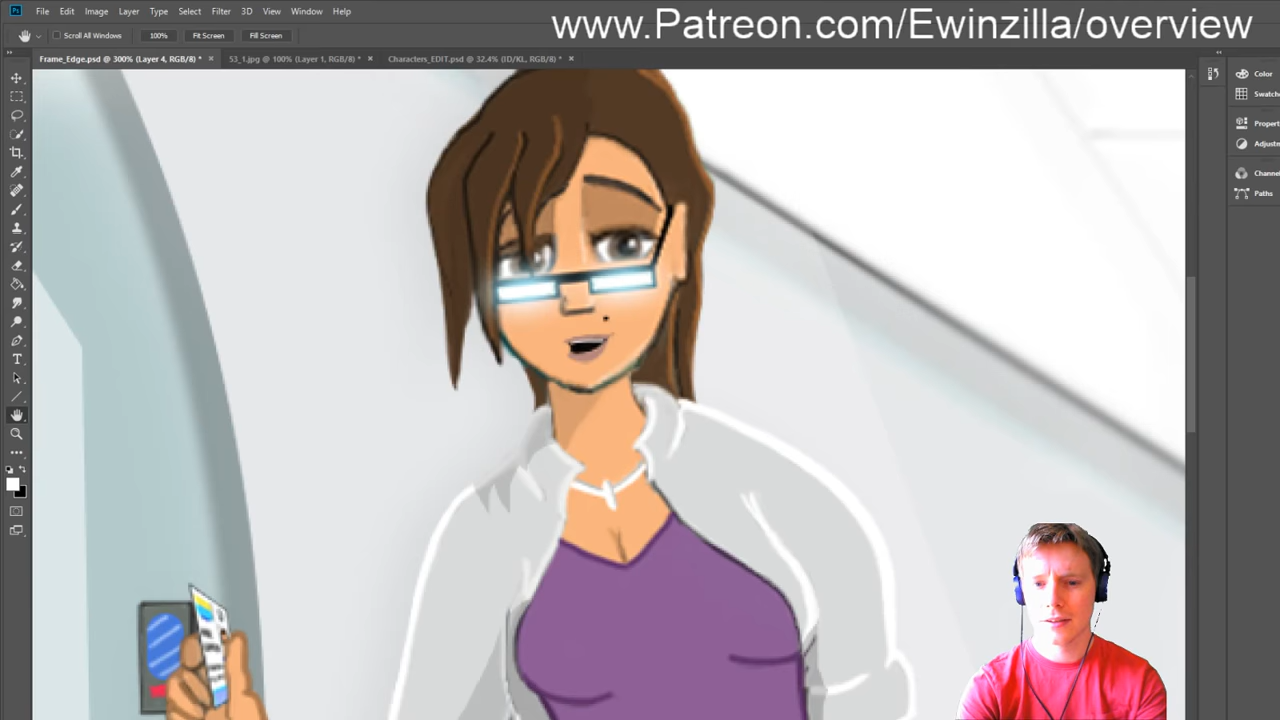 File Edit Image Layer Type Select Filter 3D View Window Help
www.Patreon.com/Ewinzilla/overview
Scroll All Windows 100% Fit Screen Fill Screen
Frame_Edge.psd @ 300% (Layer 4, RGB/8) * × 53_1.jpg @ 100% (Layer 1, RGB/8) * × Characters_EDIT.psd @ 32.4% (ID/KL, RGB/8) * ×
Color
Swatche
Propert
Adjustm
Channe
Paths